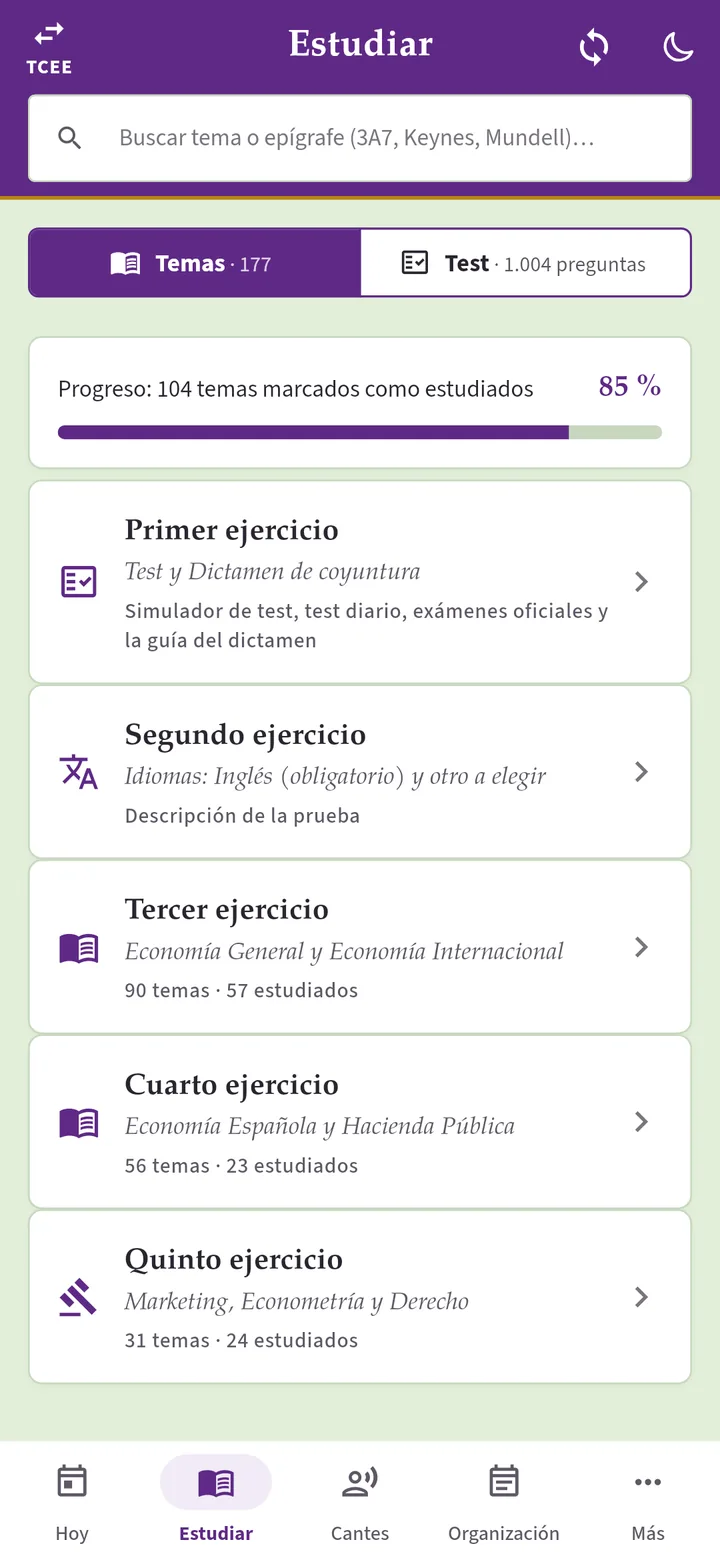 TCEE
Estudiar
Buscar tema o epígrafe (3A7, Keynes, Mundell)…
Temas · 177
Test · 1.004 preguntas
Progreso: 104 temas marcados como estudiados
85 %
Primer ejercicio
Test y Dictamen de coyuntura
Simulador de test, test diario, exámenes oficiales y
la guía del dictamen
Segundo ejercicio
Idiomas: Inglés (obligatorio) y otro a elegir
Descripción de la prueba
Tercer ejercicio
Economía General y Economía Internacional
90 temas · 57 estudiados
Cuarto ejercicio
Economía Española y Hacienda Pública
56 temas · 23 estudiados
Quinto ejercicio
Marketing, Econometría y Derecho
31 temas · 24 estudiados
Hoy
Estudiar
Cantes
Organización
Más